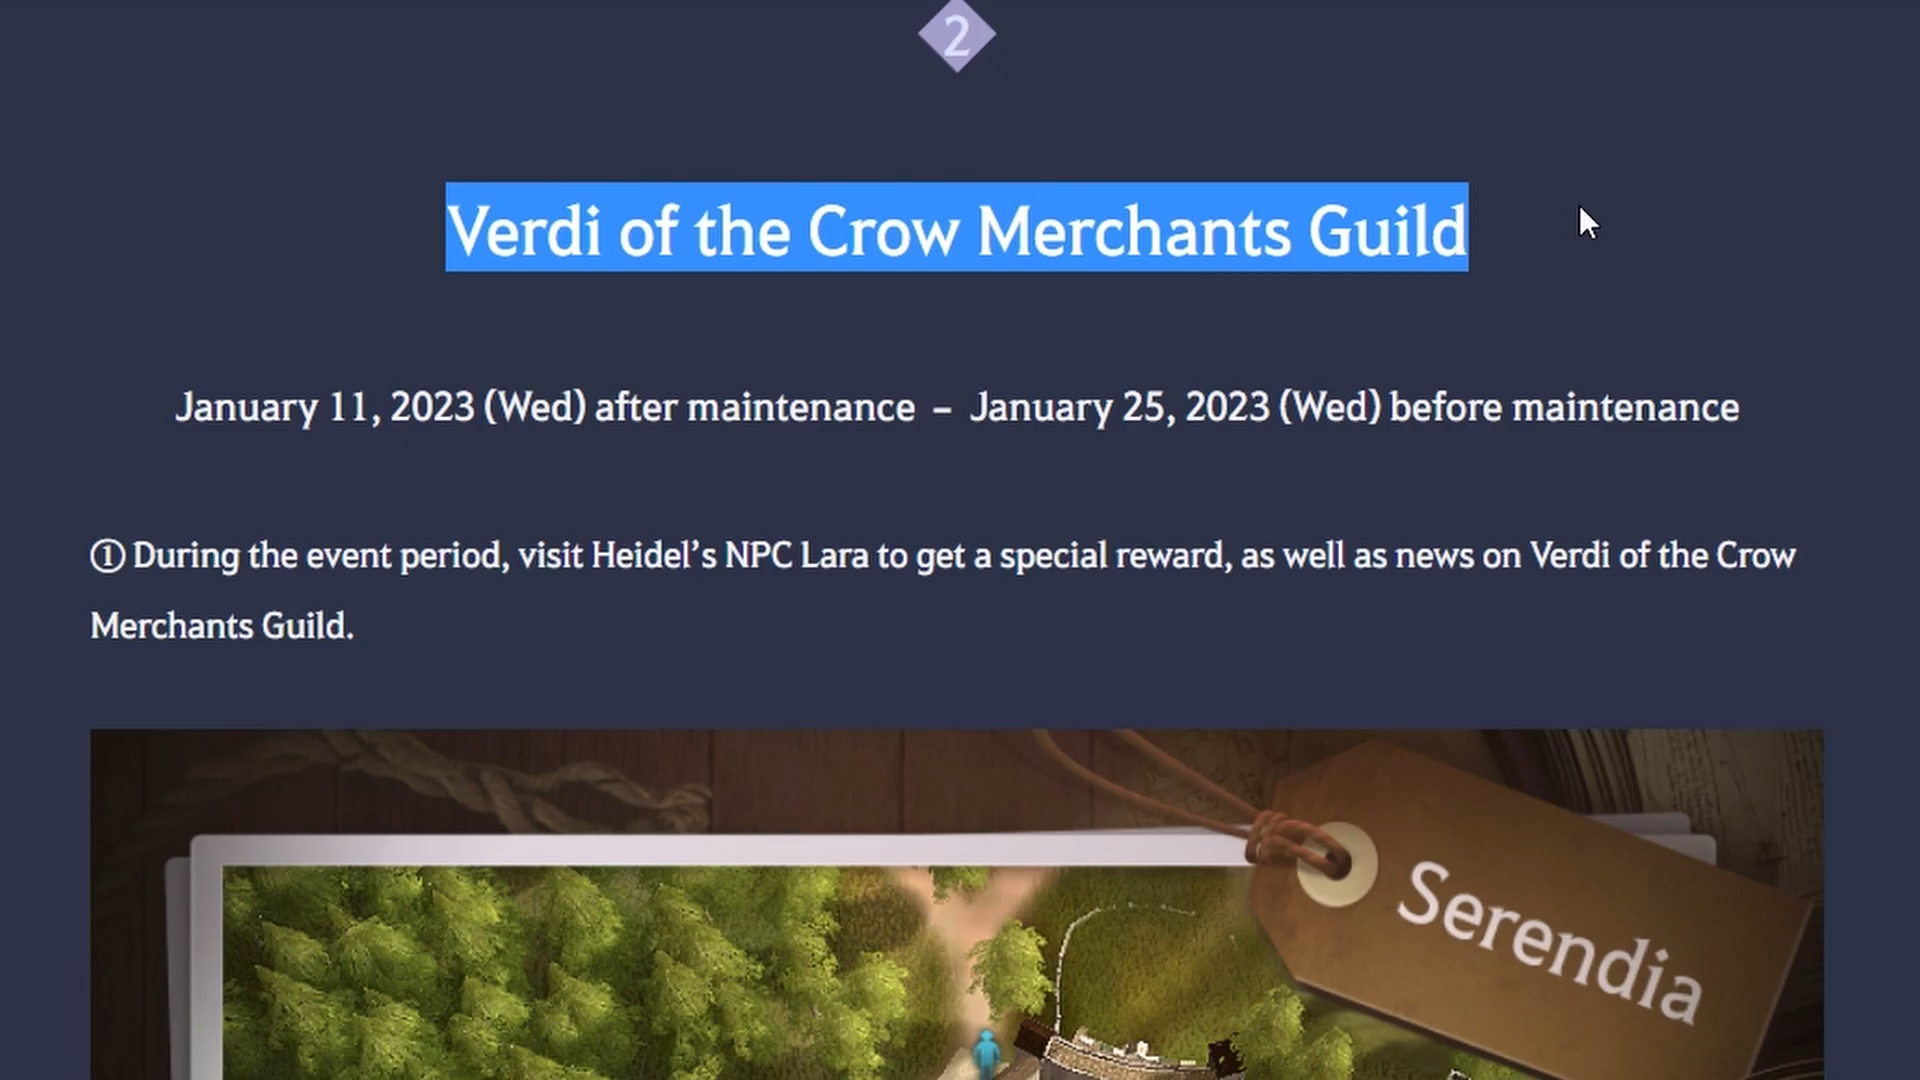 2
Verdi of the Crow Merchants Guild
January 11, 2023 (Wed) after maintenance – January 25, 2023 (Wed) before maintenance
① During the event period, visit Heidel’s NPC Lara to get a special reward, as well as news on Verdi of the Crow
Merchants Guild.
Serendia